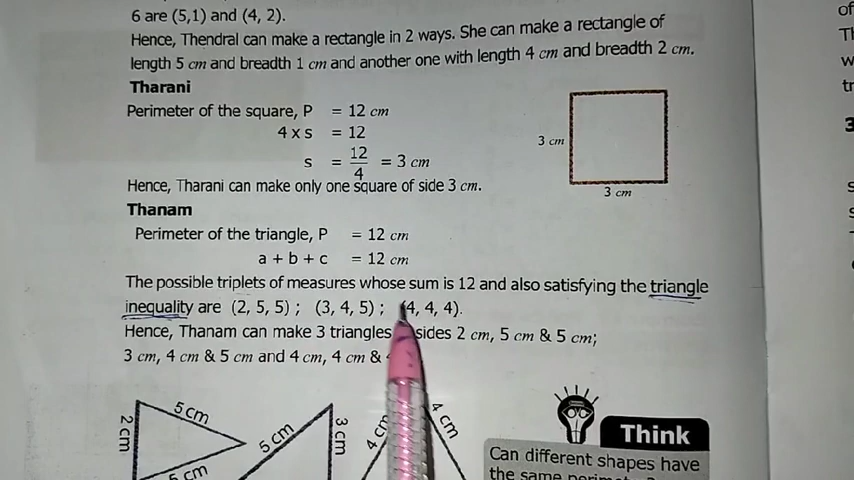 6 are (5,1) and (4, 2).
Hence, Thendral can make a rectangle in 2 ways. She can make a rectangle of
length 5 cm and breadth 1 cm and another one with length 4 cm and breadth 2 cm.
Tharani
Perimeter of the square, P = 12 cm
4 x s = 12
s = 12/4 = 3 cm
3 cm
3 cm
Hence, Tharani can make only one square of side 3 cm.
Thanam
Perimeter of the triangle, P = 12 cm
a + b + c = 12 cm
The possible triplets of measures whose sum is 12 and also satisfying the triangle
inequality are (2, 5, 5) ; (3, 4, 5) ; (4, 4, 4).
Hence, Thanam can make 3 triangles sides 2 cm, 5 cm & 5 cm;
3 cm, 4 cm & 5 cm and 4 cm, 4 cm &
2 cm
5 cm
5 cm
5 cm
3 cm
4 cm
4 cm
Think
Can different shapes have
the same